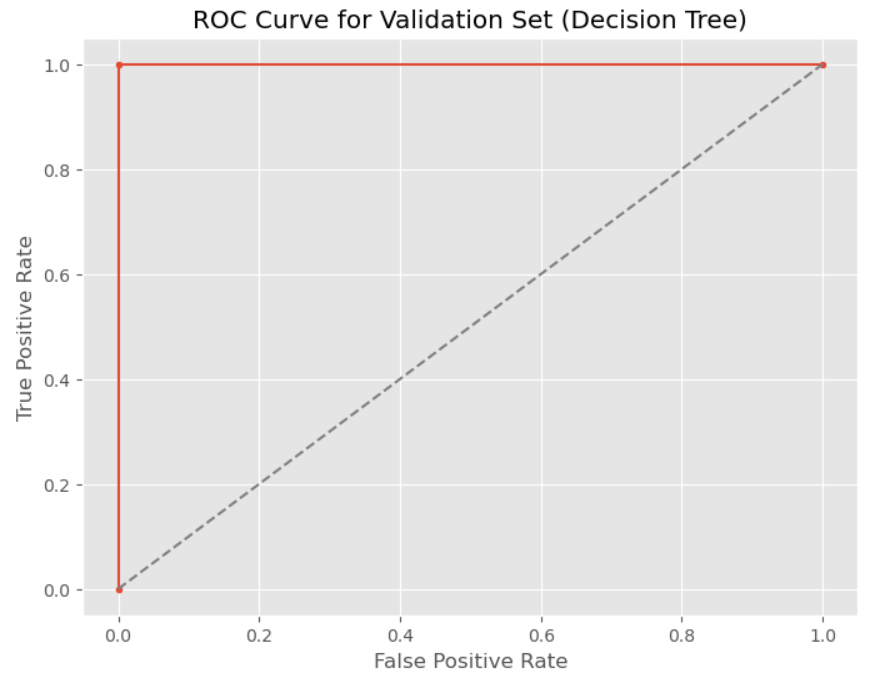 ROC Curve for Validation Set (Decision Tree)
1.0
0.8
0.6
0.4
0.2
0.0
True Positive Rate
0.0 0.2 0.4 0.6 0.8 1.0
False Positive Rate